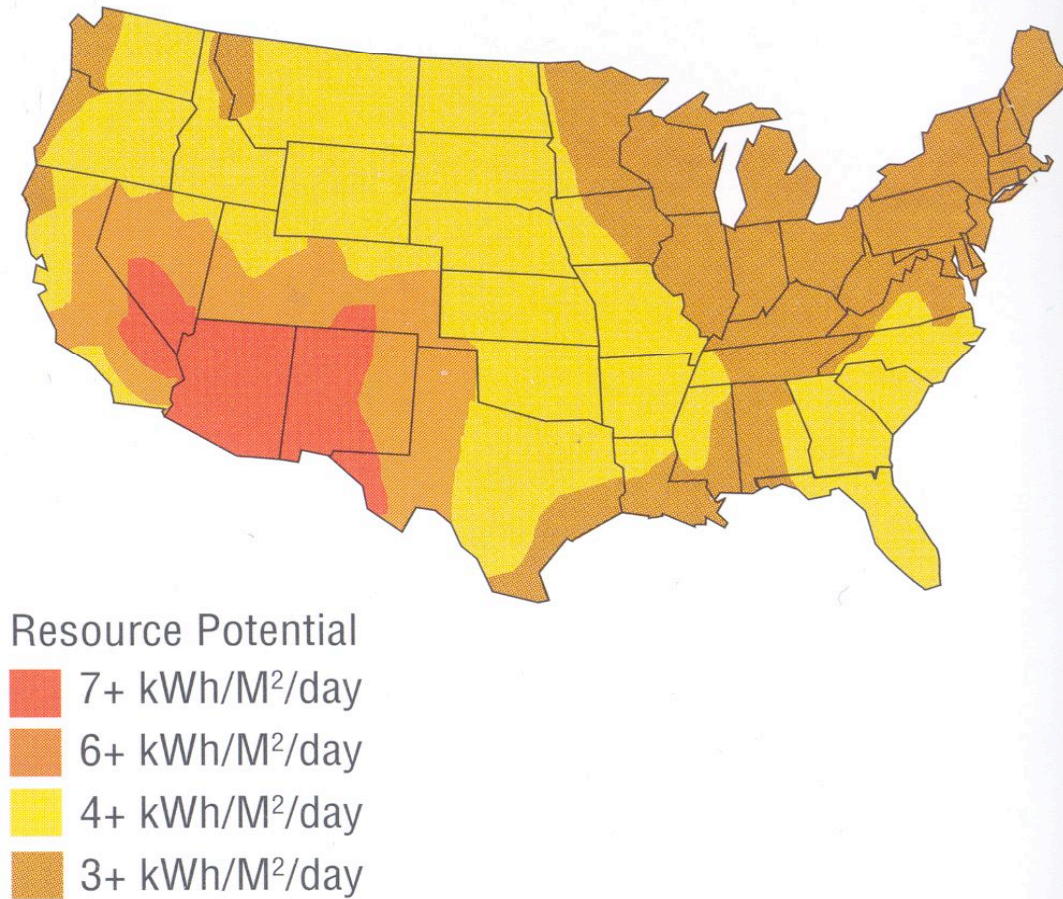 Resource Potential
7+ kWh/M²/day
6+ kWh/M²/day
4+ kWh/M²/day
3+ kWh/M²/day